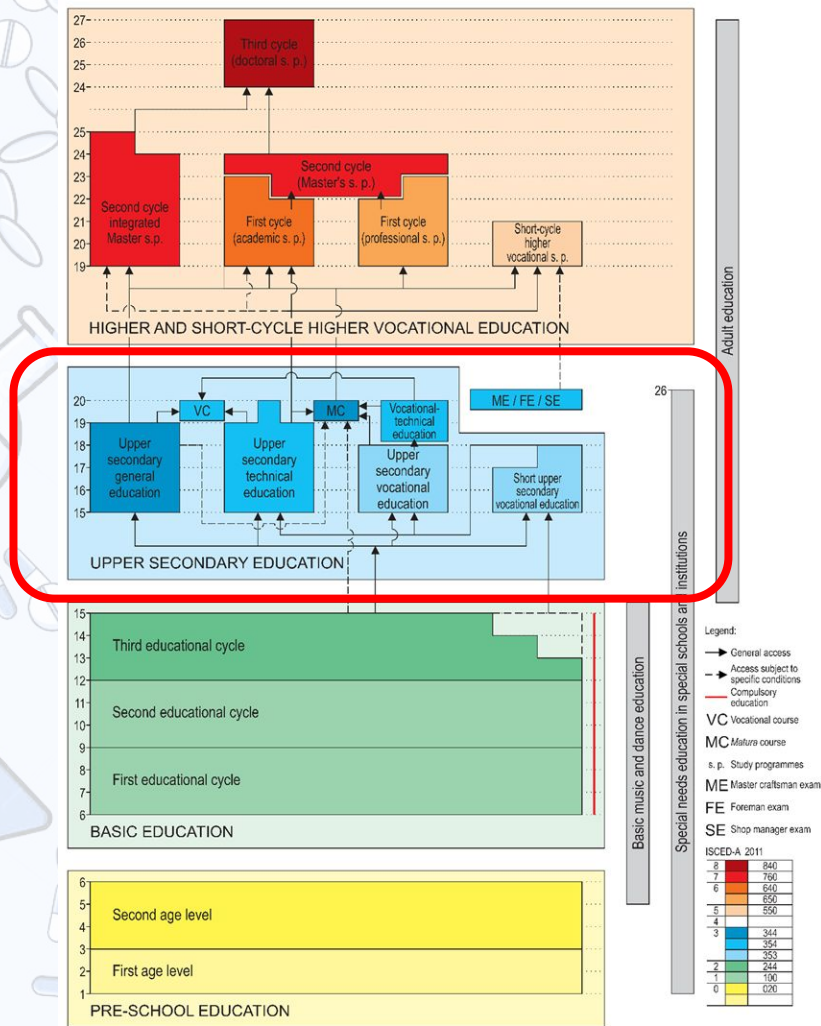 27
26
25
24
Third cycle
(doctoral s. p.)
25
24
23
22
21
20
19
Second cycle
integrated
Master s.p.
Second cycle
(Master's s. p.)
First cycle
(academic s. p.)
First cycle
(professional s. p.)
Short-cycle
higher
vocational s. p.
HIGHER AND SHORT-CYCLE HIGHER VOCATIONAL EDUCATION
Adult education
20
19
18
17
16
15
VC
MC
Vocational-
technical
education
ME / FE / SE
26
Upper
secondary
general
education
Upper
secondary
technical
education
Upper
secondary
vocational
education
Short upper
secondary
vocational education
UPPER SECONDARY EDUCATION
15
14
13
12
11
10
9
8
7
6
Third educational cycle
Second educational cycle
First educational cycle
BASIC EDUCATION
Basic music and dance education
Special needs education in special schools and institutions
6
5
4
3
2
1
Second age level
First age level
PRE-SCHOOL EDUCATION
Legend:
General access
Access subject to
specific conditions
Compulsory
education
VC Vocational course
MC Matura course
s. p. Study programmes
ME Master craftsman exam
FE Foreman exam
SE Shop manager exam
ISCED-A 2011
8 840
7 760
6 640
650
5 550
4
3 344
354
353
2 244
1 100
0 020